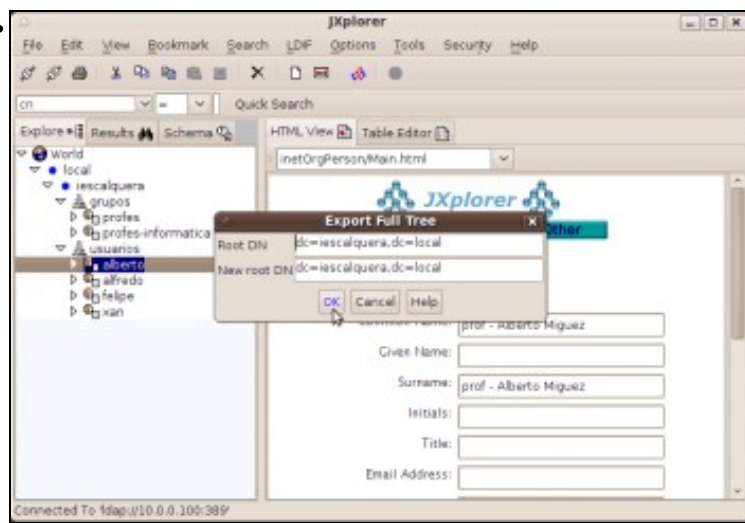 JXplorer
File Edit View Bookmark Search LDIF Options Tools Security Help
cn = Quick Search
Explore Results Schema HTML View Table Editor
World
local
iescalquera
grupos
profes
profes-informatica
usuarios
alberto
alfredo
felipe
xan
inetOrgPerson/Main.html
JXplorer
Other
Export Full Tree
Root DN dc=iescalquera,dc=local
New root DN dc=iescalquera,dc=local
OK Cancel Help
prof - Alberto Miguez
Given Name:
Surname: prof - Alberto Miguez
Initials:
Title:
Email Address:
Connected To 'ldap://10.0.0.100:389'